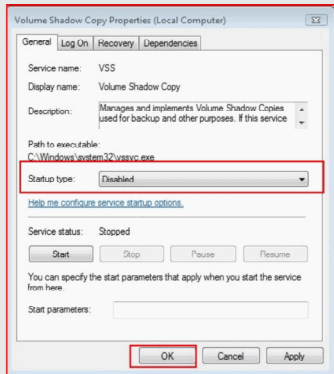 Volume Shadow Copy Properties (Local Computer)
General Log On Recovery Dependencies
Service name: VSS
Display name: Volume Shadow Copy
Description: Manages and implements Volume Shadow Copies
used for backup and other purposes. If this service
Path to executable:
C:\Windows\system32\vssvc.exe
Startup type: Disabled
Help me configure service startup options.
Service status: Stopped
Start Stop Pause Resume
You can specify the start parameters that apply when you start the service
from here.
Start parameters:
OK Cancel Apply